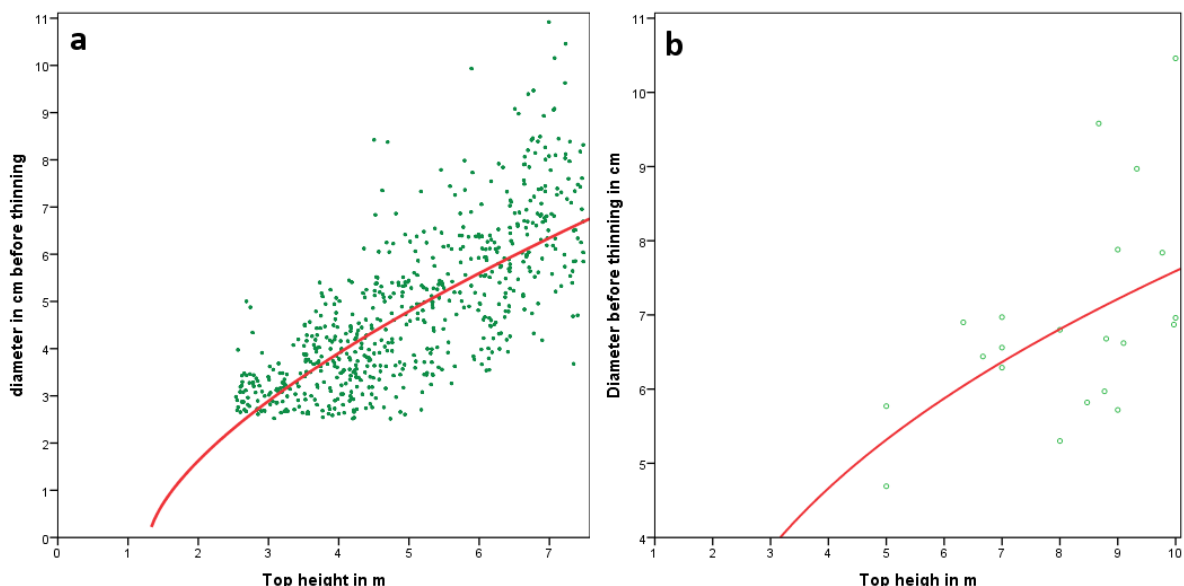 a
diameter in cm before thinning
11
10
9
8
7
6
5
4
3
2
1
0
0 1 2 3 4 5 6 7
Top height in m
b
Diameter before thinning in cm
11
10
9
8
7
6
5
4
1 2 3 4 5 6 7 8 9 10
Top heigh in m